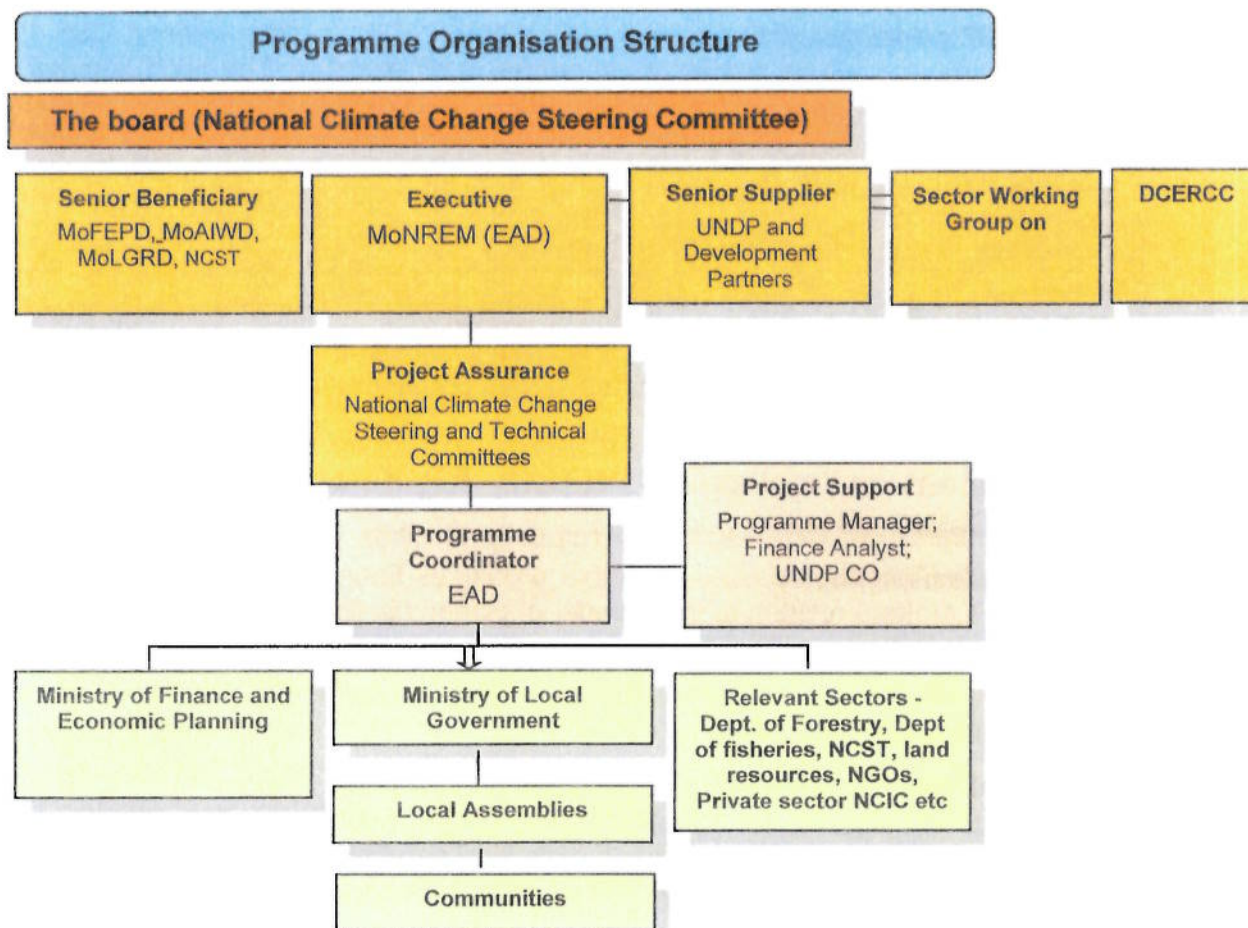 Programme Organisation Structure
The board (National Climate Change Steering Committee)
Senior Beneficiary
MoFEPD, MoAIWD,
MoLGRD, NCST
Executive
MoNREM (EAD)
Senior Supplier
UNDP and
Development
Partners
Sector Working
Group on
DCERCC
Project Assurance
National Climate Change
Steering and Technical
Committees
Programme
Coordinator
EAD
Project Support
Programme Manager;
Finance Analyst;
UNDP CO
Ministry of Finance and
Economic Planning
Ministry of Local
Government
Relevant Sectors -
Dept. of Forestry, Dept
of fisheries, NCST, land
resources, NGOs,
Private sector NCIC etc
Local Assemblies
Communities